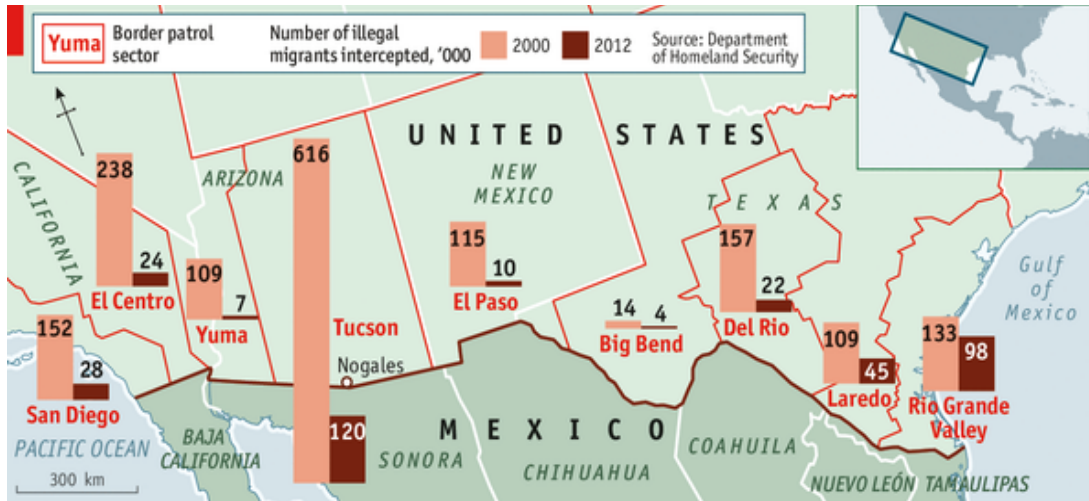 Yuma
Border patrol
sector
Number of illegal
migrants intercepted, '000
2000
2012
Source: Department
of Homeland Security
UNITED STATES
CALIFORNIA
ARIZONA
NEW
MEXICO
TEXAS
238
24
El Centro
109
7
Yuma
616
120
Tucson
Nogales
115
10
El Paso
14
4
Big Bend
157
22
Del Rio
109
45
Laredo
133
98
Rio Grande
Valley
152
28
San Diego
Gulf
of
Mexico
PACIFIC OCEAN
BAJA
CALIFORNIA
SONORA
MEXICO
CHIHUAHUA
COAHUILA
NUEVO LEÓN
TAMAULIPAS
300 km